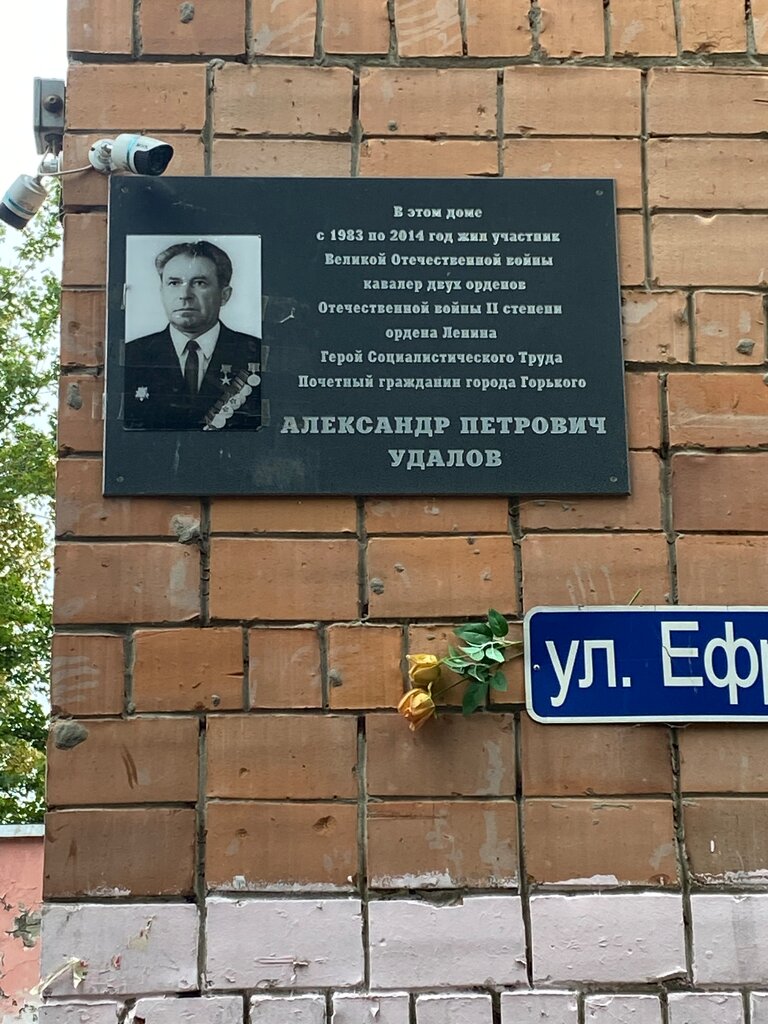 В этом доме
с 1983 по 2014 год жил участник
Великой Отечественной войны
кавалер двух орденов
Отечественной войны II степени
ордена Ленина
Герой Социалистического Труда
Почетный гражданин города Горького
АЛЕКСАНДР ПЕТРОВИЧ
УДАЛОВ
ул. Ефр